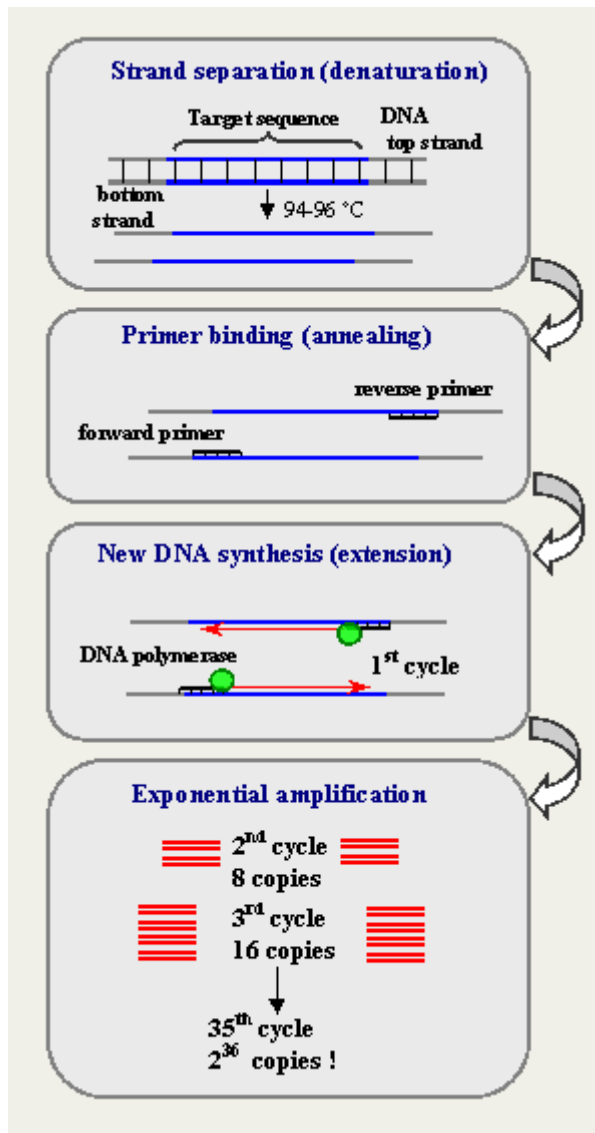 Strand separation (denaturation)
Target sequence
DNA
top strand
bottom
strand
94-96 °C
Primer binding (annealing)
reverse primer
forward primer
New DNA synthesis (extension)
DNA polymerase
1st cycle
Exponential amplification
2nd cycle
8 copies
3rd cycle
16 copies
35th cycle
2^36 copies !